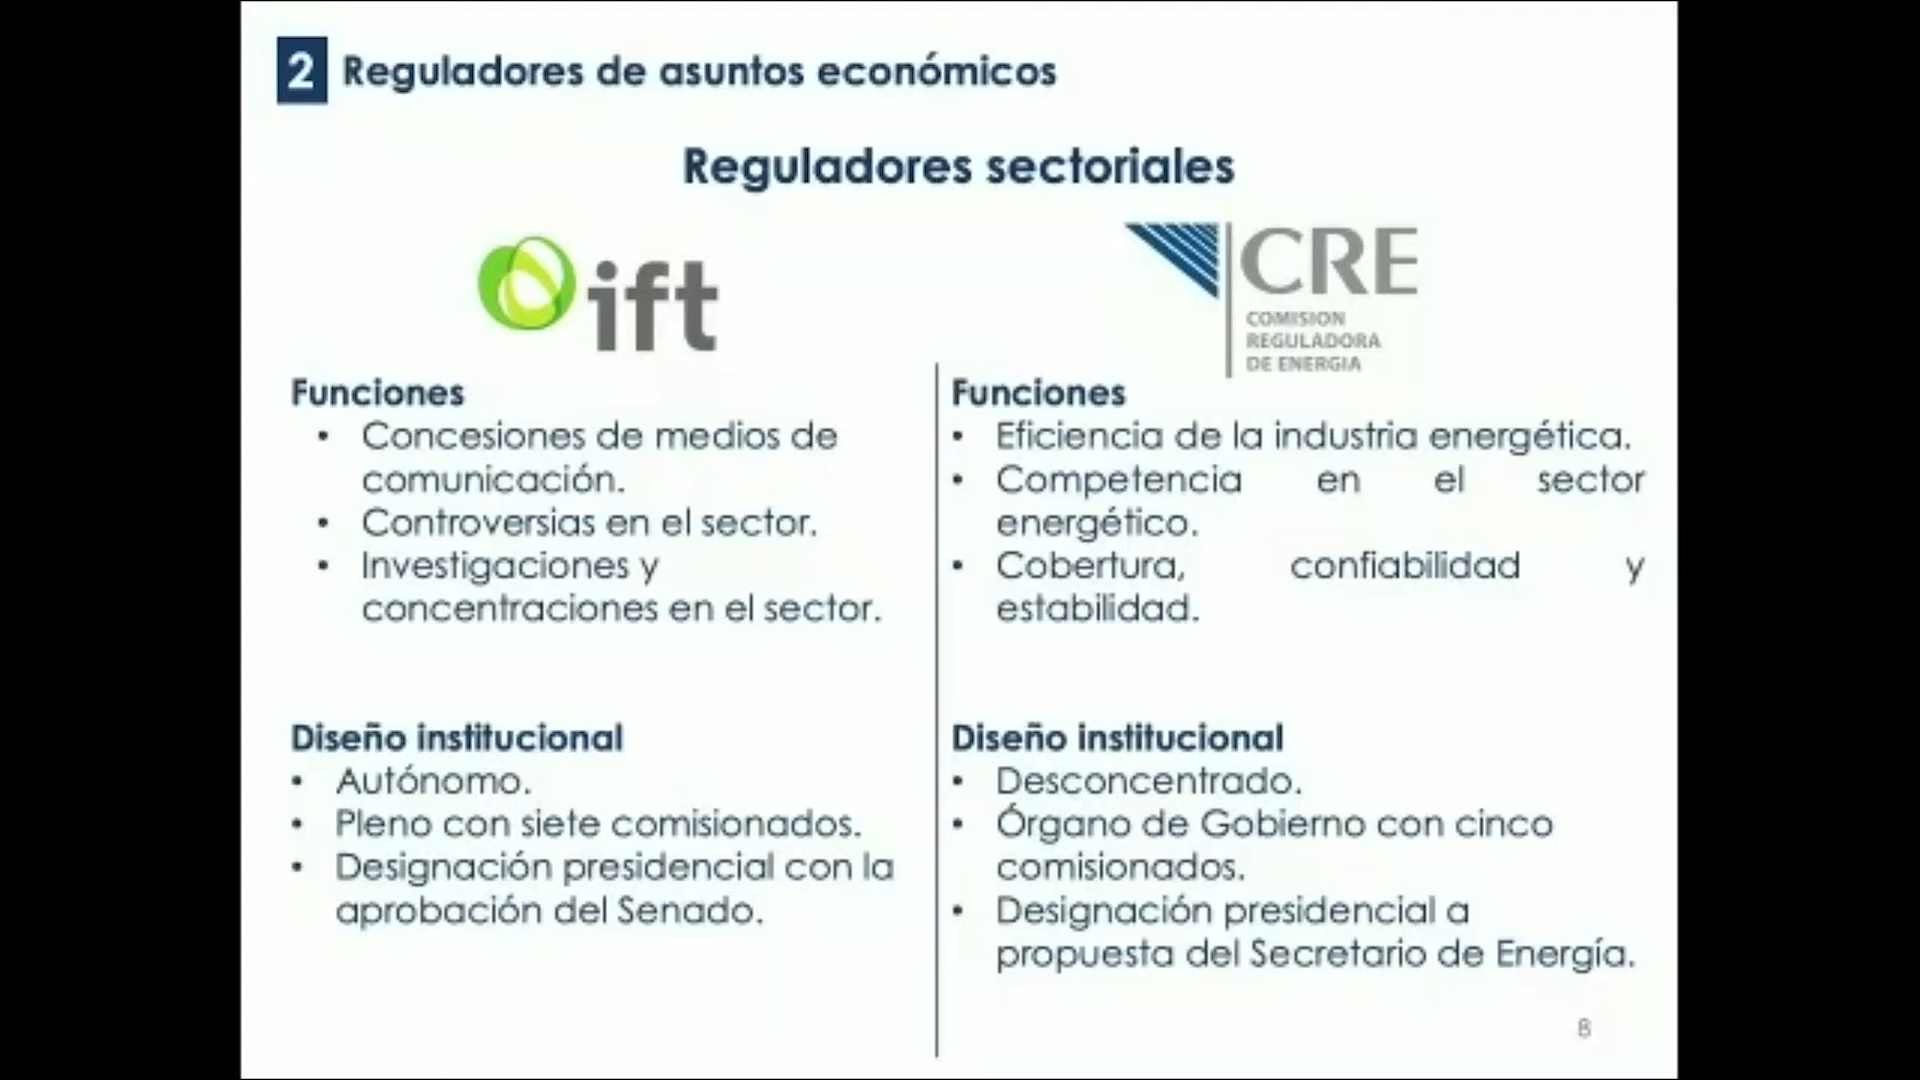 2 Reguladores de asuntos económicos
Reguladores sectoriales
ift
Funciones
• Concesiones de medios de
comunicación.
• Controversias en el sector.
• Investigaciones y
concentraciones en el sector.
Diseño institucional
• Autónomo.
• Pleno con siete comisionados.
• Designación presidencial con la
aprobación del Senado.
CRE
COMISION
REGULADORA
DE ENERGIA
Funciones
• Eficiencia de la industria energética.
• Competencia en el sector
energético.
• Cobertura, confiabilidad y
estabilidad.
Diseño institucional
• Desconcentrado.
• Órgano de Gobierno con cinco
comisionados.
• Designación presidencial a
propuesta del Secretario de Energía.
8